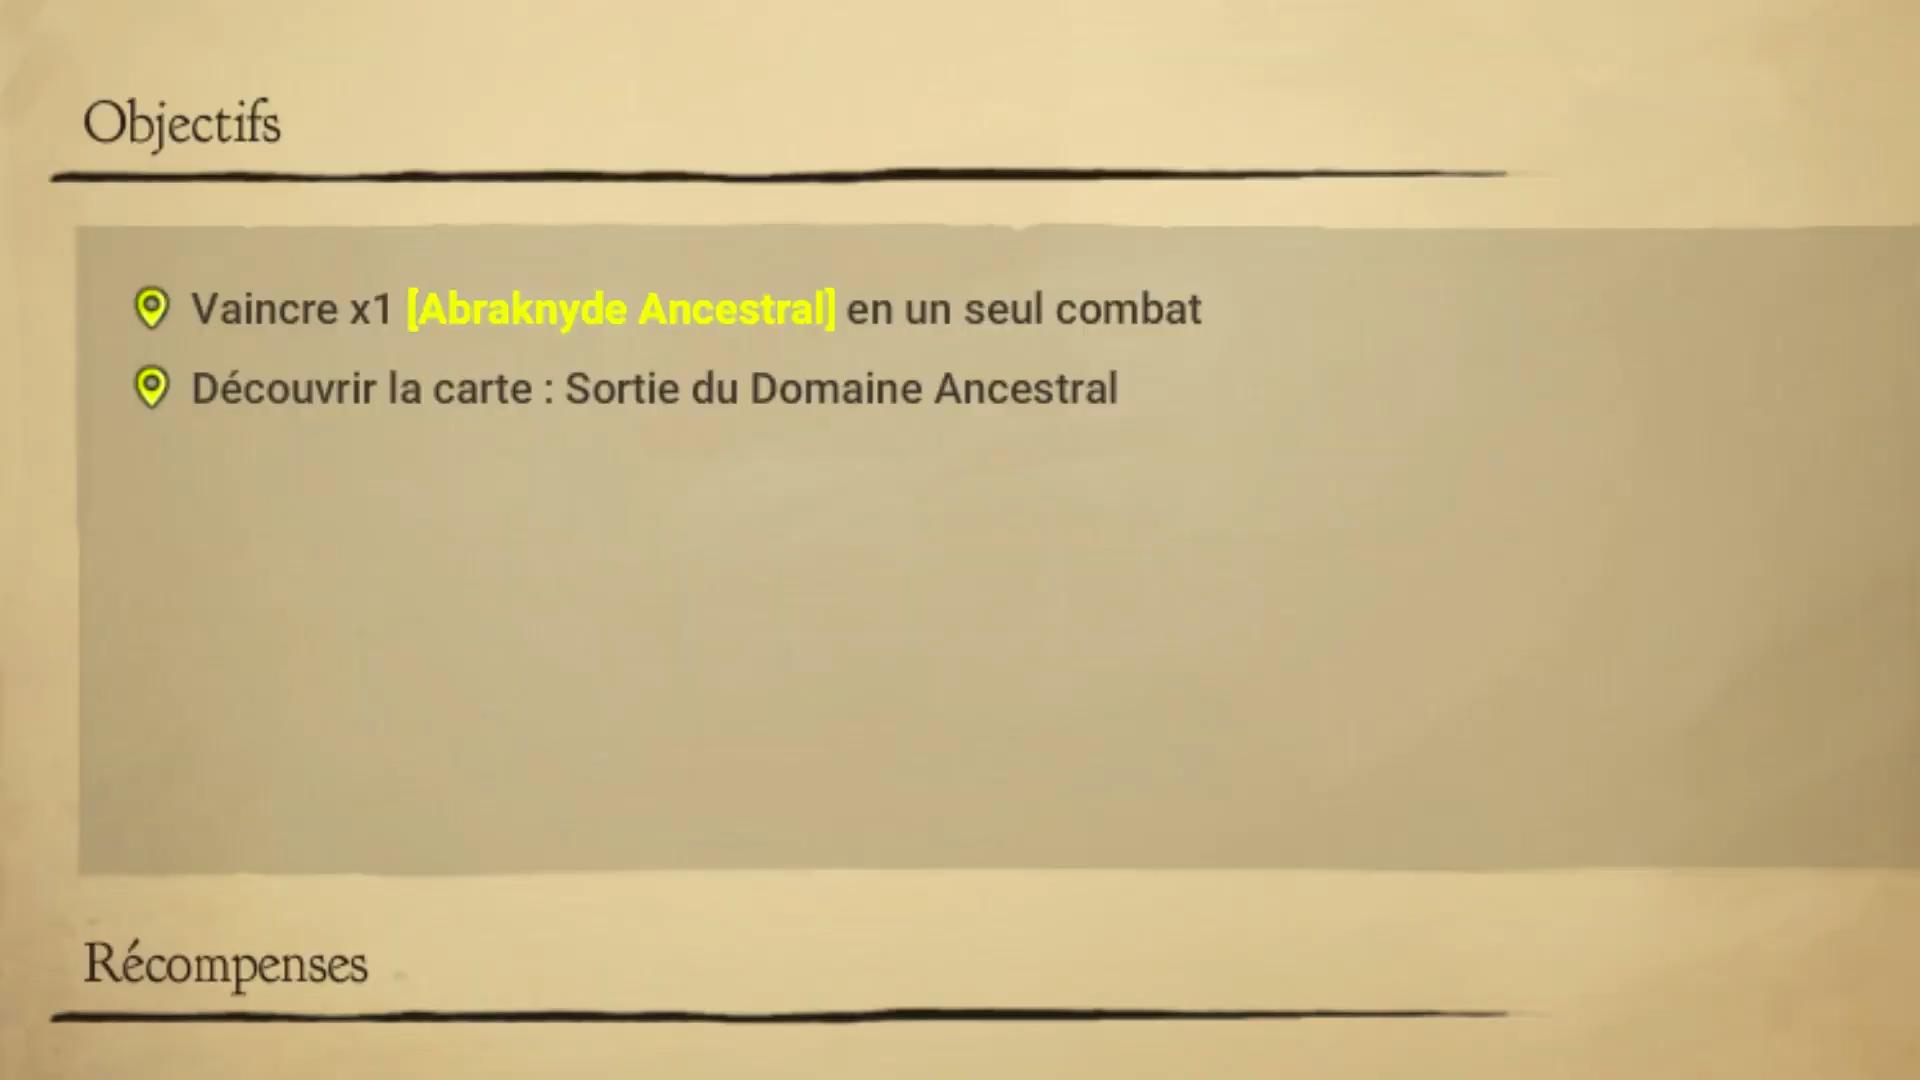 Objectifs
Vaincre x1 [Abraknyde Ancestral] en un seul combat
Découvrir la carte : Sortie du Domaine Ancestral
Récompenses